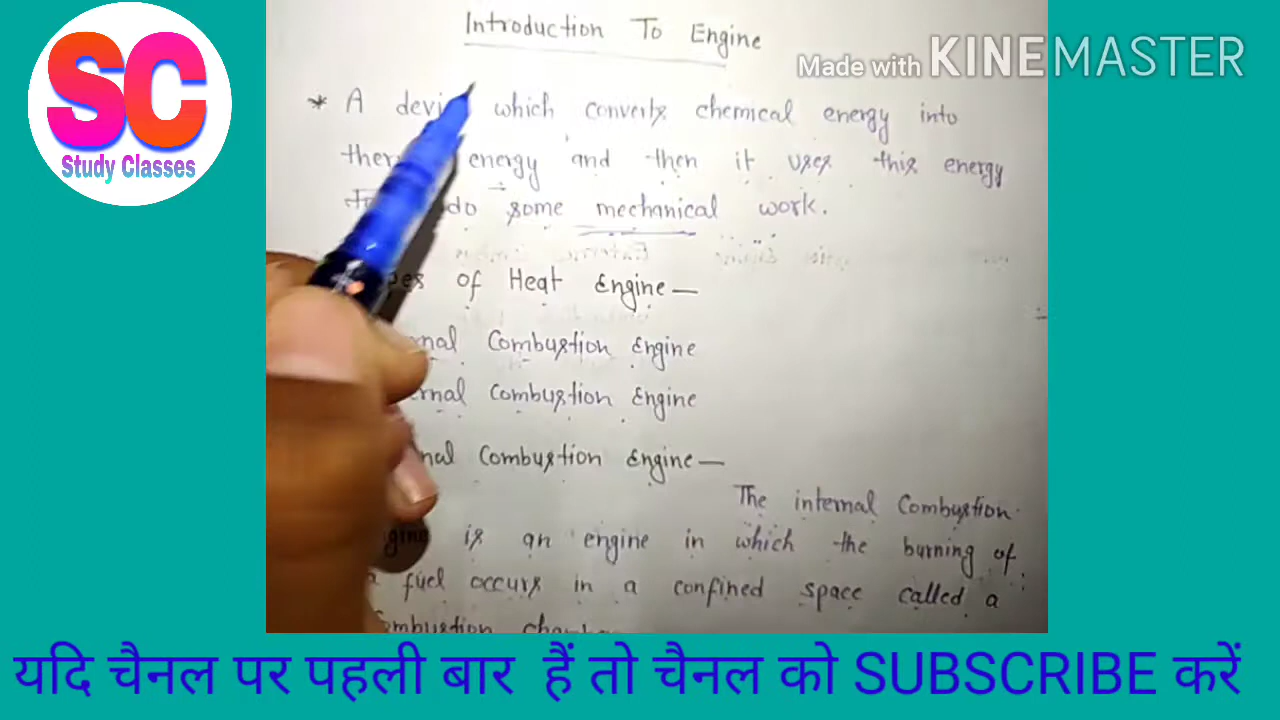 SC
Study Classes
Made with KINEMASTER
Introduction To Engine
* A which converts chemical energy into
energy and then it uses this energy
do some mechanical work.
of Heat Engine —
Combustion Engine
Combustion Engine
Combustion Engine —
The internal Combustion
is an engine in which the burning of
fuel occurs in a confined space called a
यदि चैनल पर पहली बार हैं तो चैनल को SUBSCRIBE करें